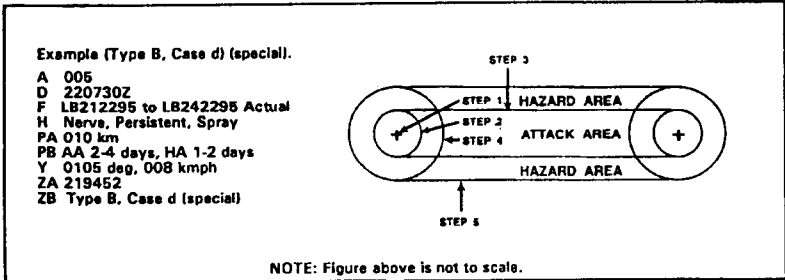 Example (Type B, Case d) (special).
A 005
D 220730Z
F LB212295 to LB242295 Actual
H Nerve, Persistent, Spray
PA 010 km
PB AA 2-4 days, HA 1-2 days
Y 0105 deg, 008 kmph
ZA 219452
ZB Type B, Case d (special)
STEP 3
STEP 1
HAZARD AREA
STEP 2
ATTACK AREA
STEP 4
HAZARD AREA
STEP 5
NOTE: Figure above is not to scale.